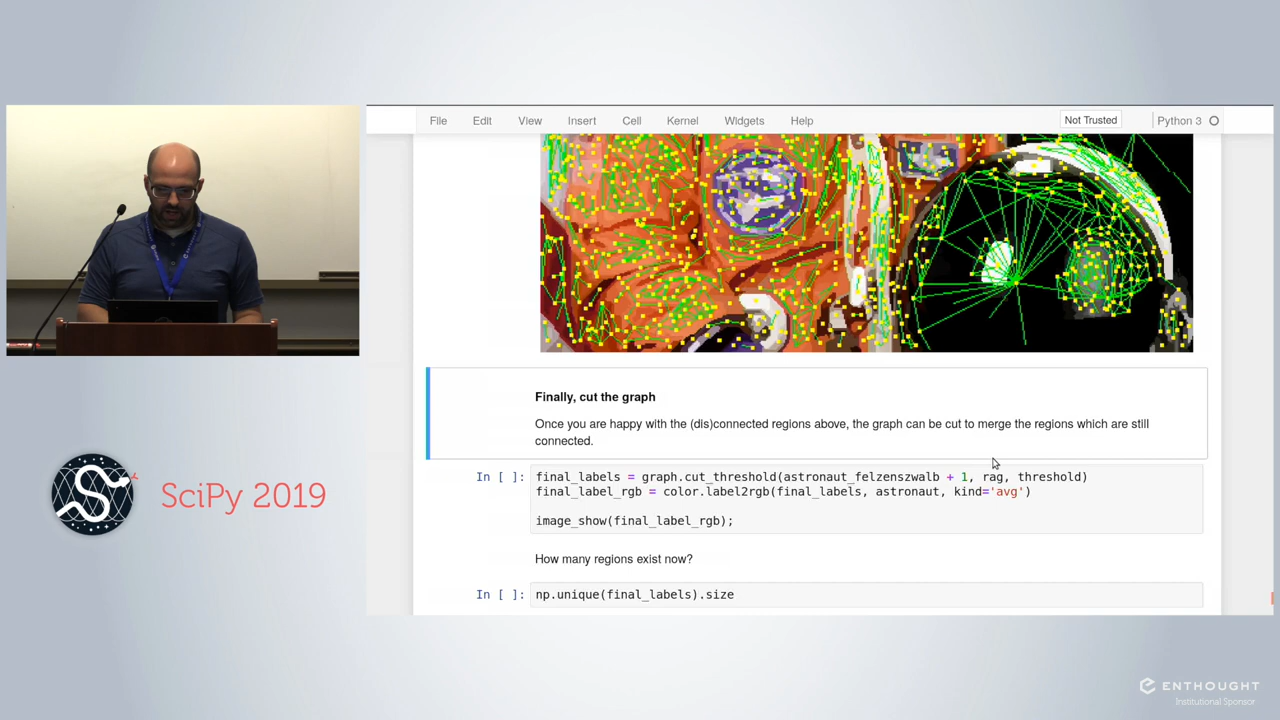 File Edit View Insert Cell Kernel Widgets Help Not Trusted Python 3
Finally, cut the graph
Once you are happy with the (dis)connected regions above, the graph can be cut to merge the regions which are still
connected.
In [ ]: final_labels = graph.cut_threshold(astronaut_felzenszwalb + 1, rag, threshold)
final_label_rgb = color.label2rgb(final_labels, astronaut, kind='avg')
image_show(final_label_rgb);
How many regions exist now?
In [ ]: np.unique(final_labels).size
SciPy 2019
ENTHOUGHT
Institutional Sponsor